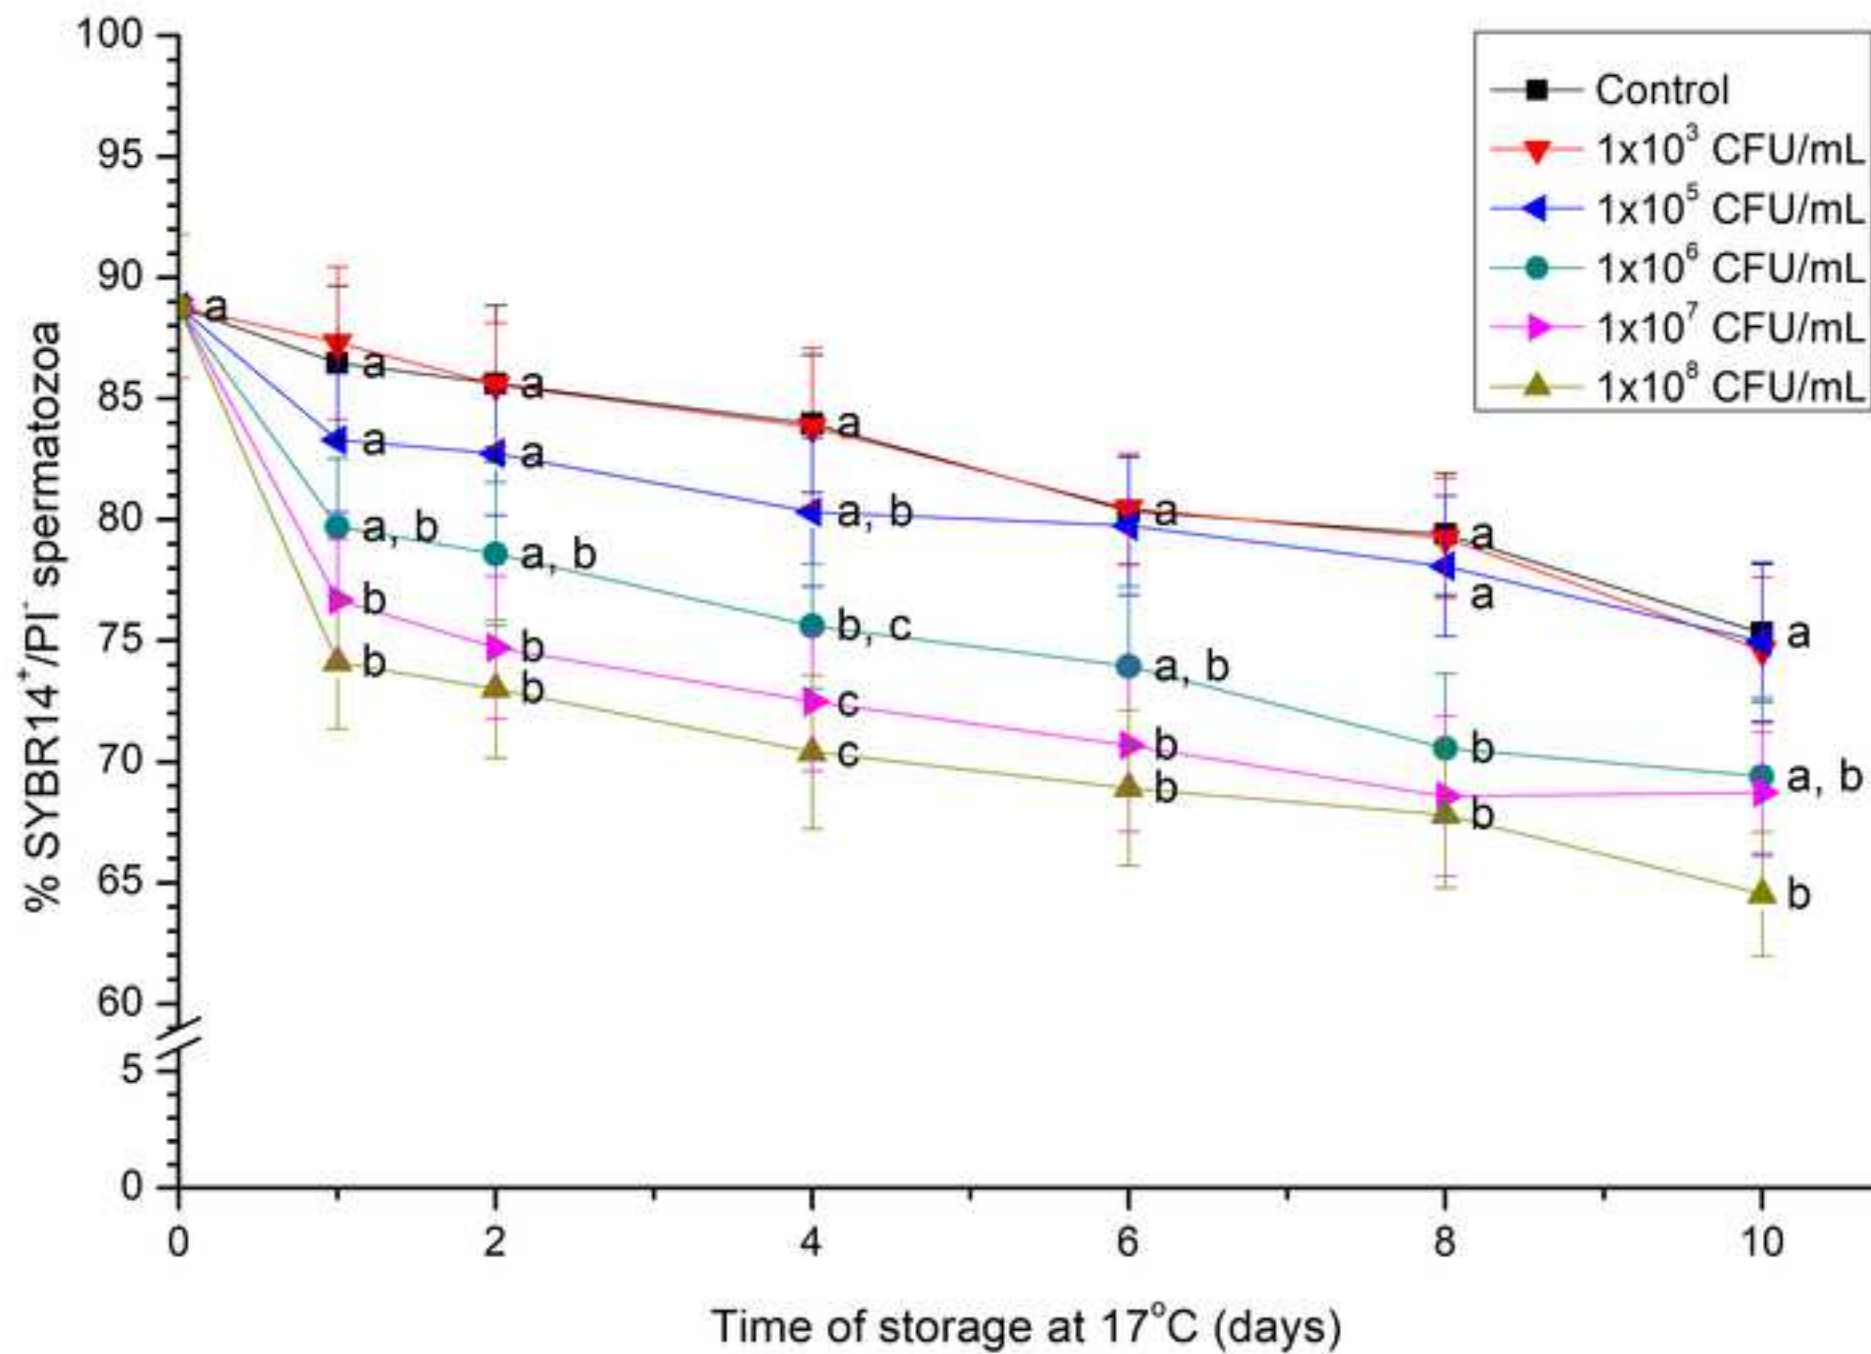 100
95
90
85
80
75
70
65
60
5
0
% SYBR14⁺/PI⁻ spermatozoa
Control
1x10³ CFU/mL
1x10⁵ CFU/mL
1x10⁶ CFU/mL
1x10⁷ CFU/mL
1x10⁸ CFU/mL
a
a
a
a, b
b
b
a
a
a, b
b
b
a
a, b
b, c
c
c
a
a, b
b
b
a
a
b
b
a
a, b
b
0 2 4 6 8 10
Time of storage at 17°C (days)